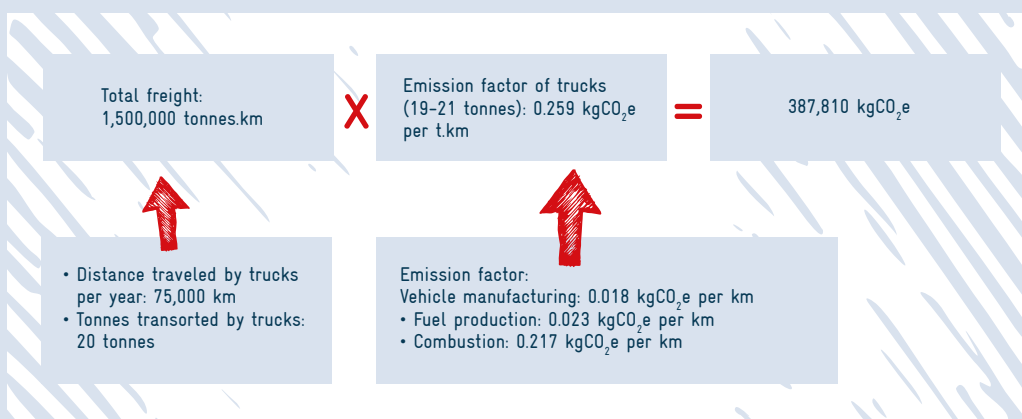 Total freight:
1,500,000 tonnes.km
X
Emission factor of trucks
(19-21 tonnes): 0.259 kgCO₂e
per t.km
=
387,810 kgCO₂e
• Distance traveled by trucks
per year: 75,000 km
• Tonnes transorted by trucks:
20 tonnes
Emission factor:
Vehicle manufacturing: 0.018 kgCO₂e per km
• Fuel production: 0.023 kgCO₂e per km
• Combustion: 0.217 kgCO₂e per km